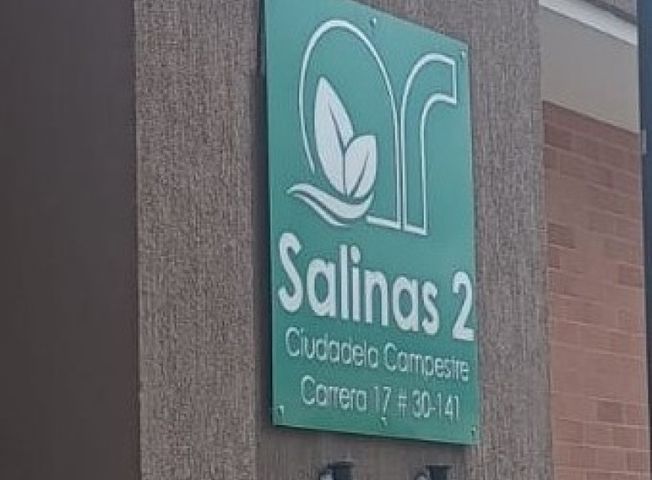 Salinas 2
Ciudadela Campestre
Carrera 17 # 30-141